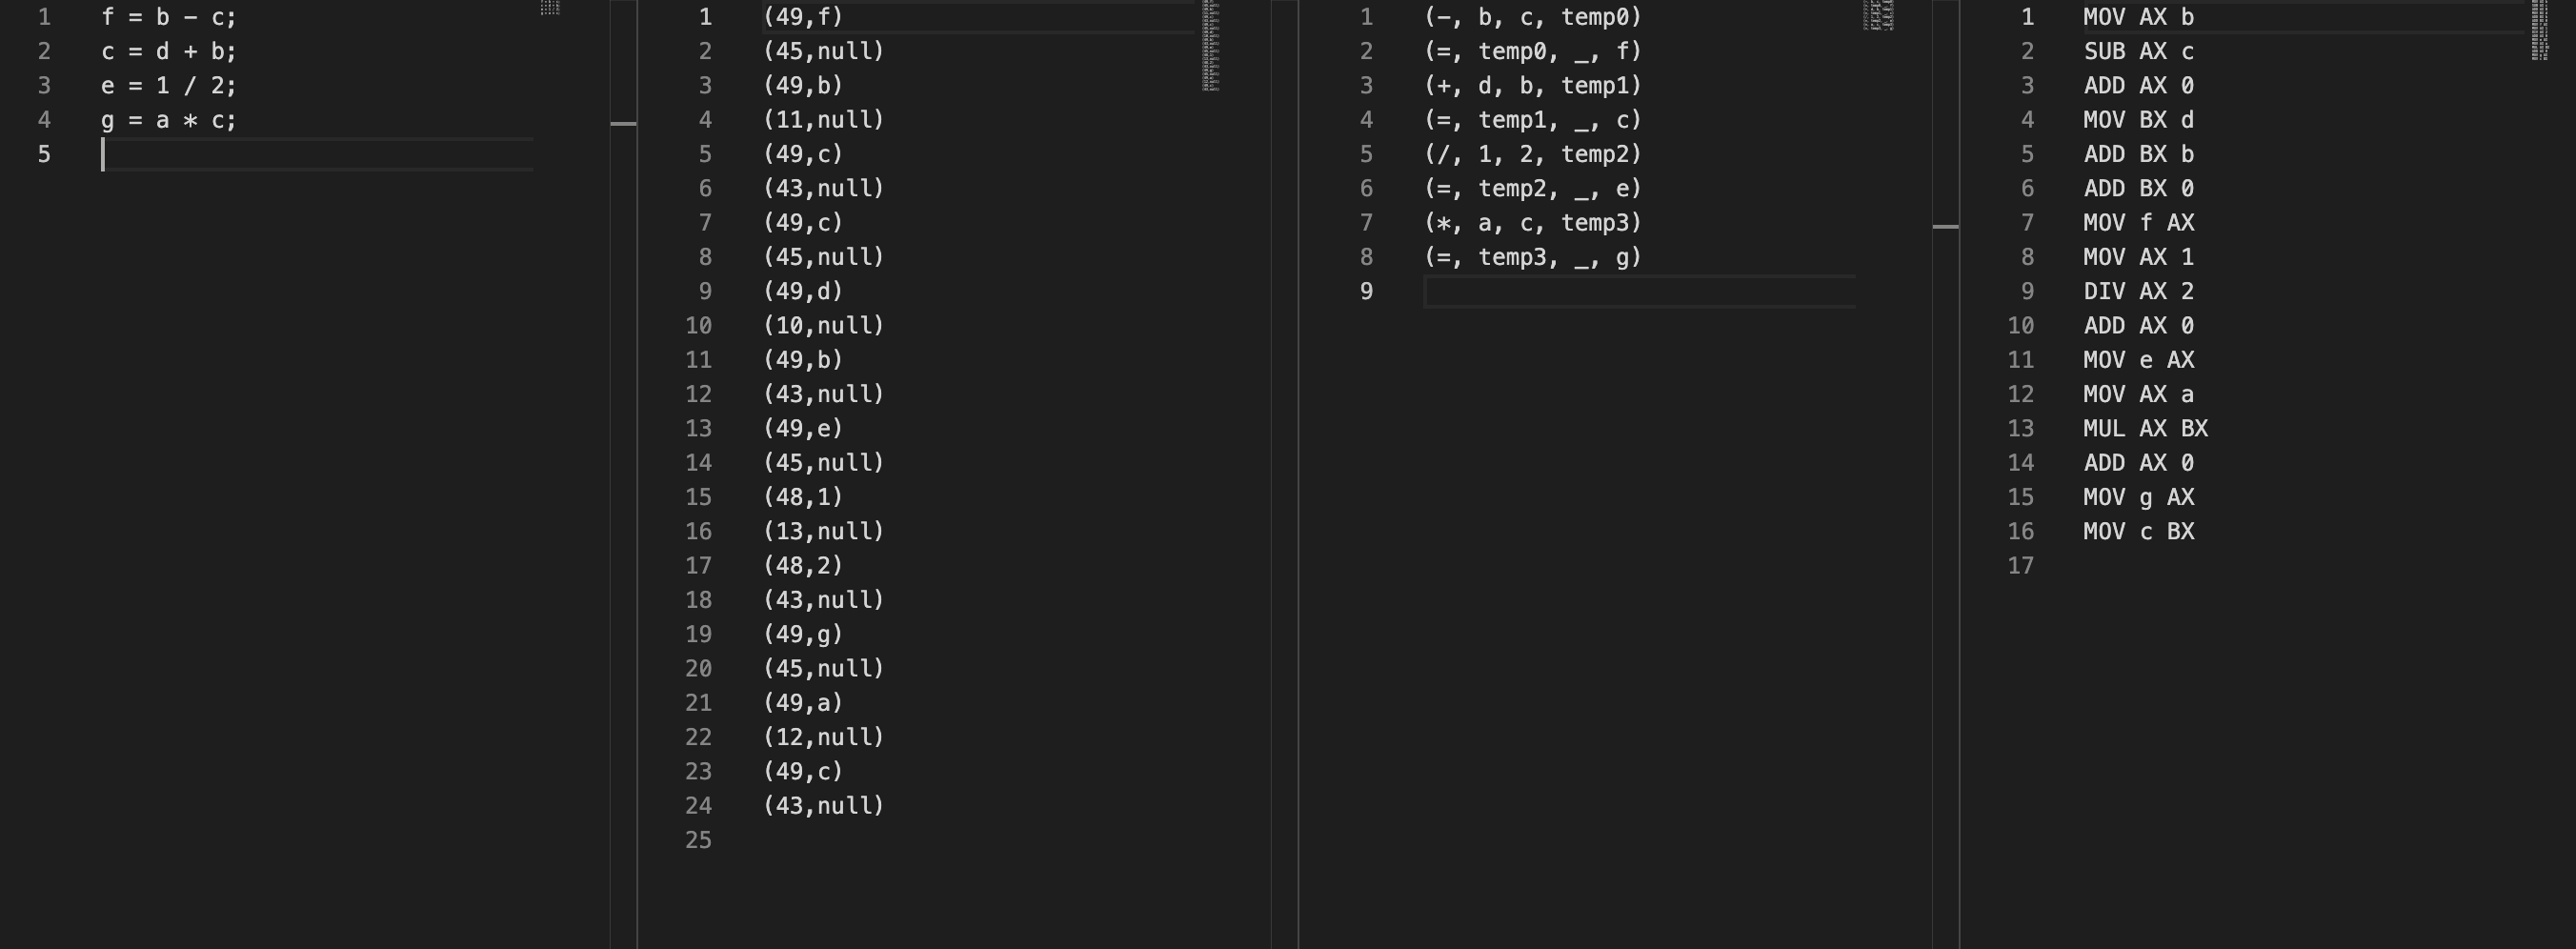 1 f = b - c;
2 c = d + b;
3 e = 1 / 2;
4 g = a * c;
5
1 (49,f)
2 (45,null)
3 (49,b)
4 (11,null)
5 (49,c)
6 (43,null)
7 (49,c)
8 (45,null)
9 (49,d)
10 (10,null)
11 (49,b)
12 (43,null)
13 (49,e)
14 (45,null)
15 (48,1)
16 (13,null)
17 (48,2)
18 (43,null)
19 (49,g)
20 (45,null)
21 (49,a)
22 (12,null)
23 (49,c)
24 (43,null)
25
1 (-, b, c, temp0)
2 (=, temp0, _, f)
3 (+, d, b, temp1)
4 (=, temp1, _, c)
5 (/, 1, 2, temp2)
6 (=, temp2, _, e)
7 (*, a, c, temp3)
8 (=, temp3, _, g)
9
1 MOV AX b
2 SUB AX c
3 ADD AX 0
4 MOV BX d
5 ADD BX b
6 ADD BX 0
7 MOV f AX
8 MOV AX 1
9 DIV AX 2
10 ADD AX 0
11 MOV e AX
12 MOV AX a
13 MUL AX BX
14 ADD AX 0
15 MOV g AX
16 MOV c BX
17